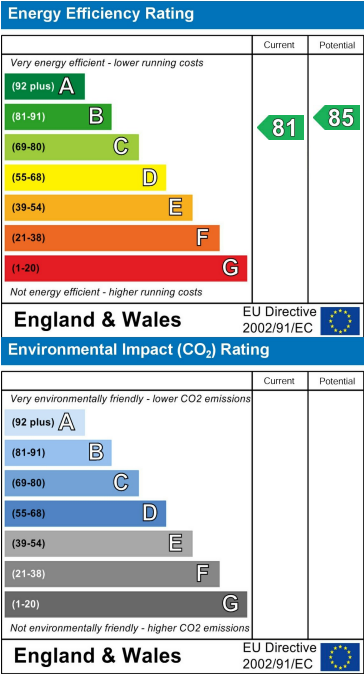 Energy Efficiency Rating
Current Potential
Very energy efficient - lower running costs
(92 plus) A
(81-91) B
(69-80) C
(55-68) D
(39-54) E
(21-38) F
(1-20) G
81
85
Not energy efficient - higher running costs
England & Wales
EU Directive
2002/91/EC
Environmental Impact (CO₂) Rating
Current Potential
Very environmentally friendly - lower CO2 emissions
(92 plus) A
(81-91) B
(69-80) C
(55-68) D
(39-54) E
(21-38) F
(1-20) G
Not environmentally friendly - higher CO2 emissions
England & Wales
EU Directive
2002/91/EC